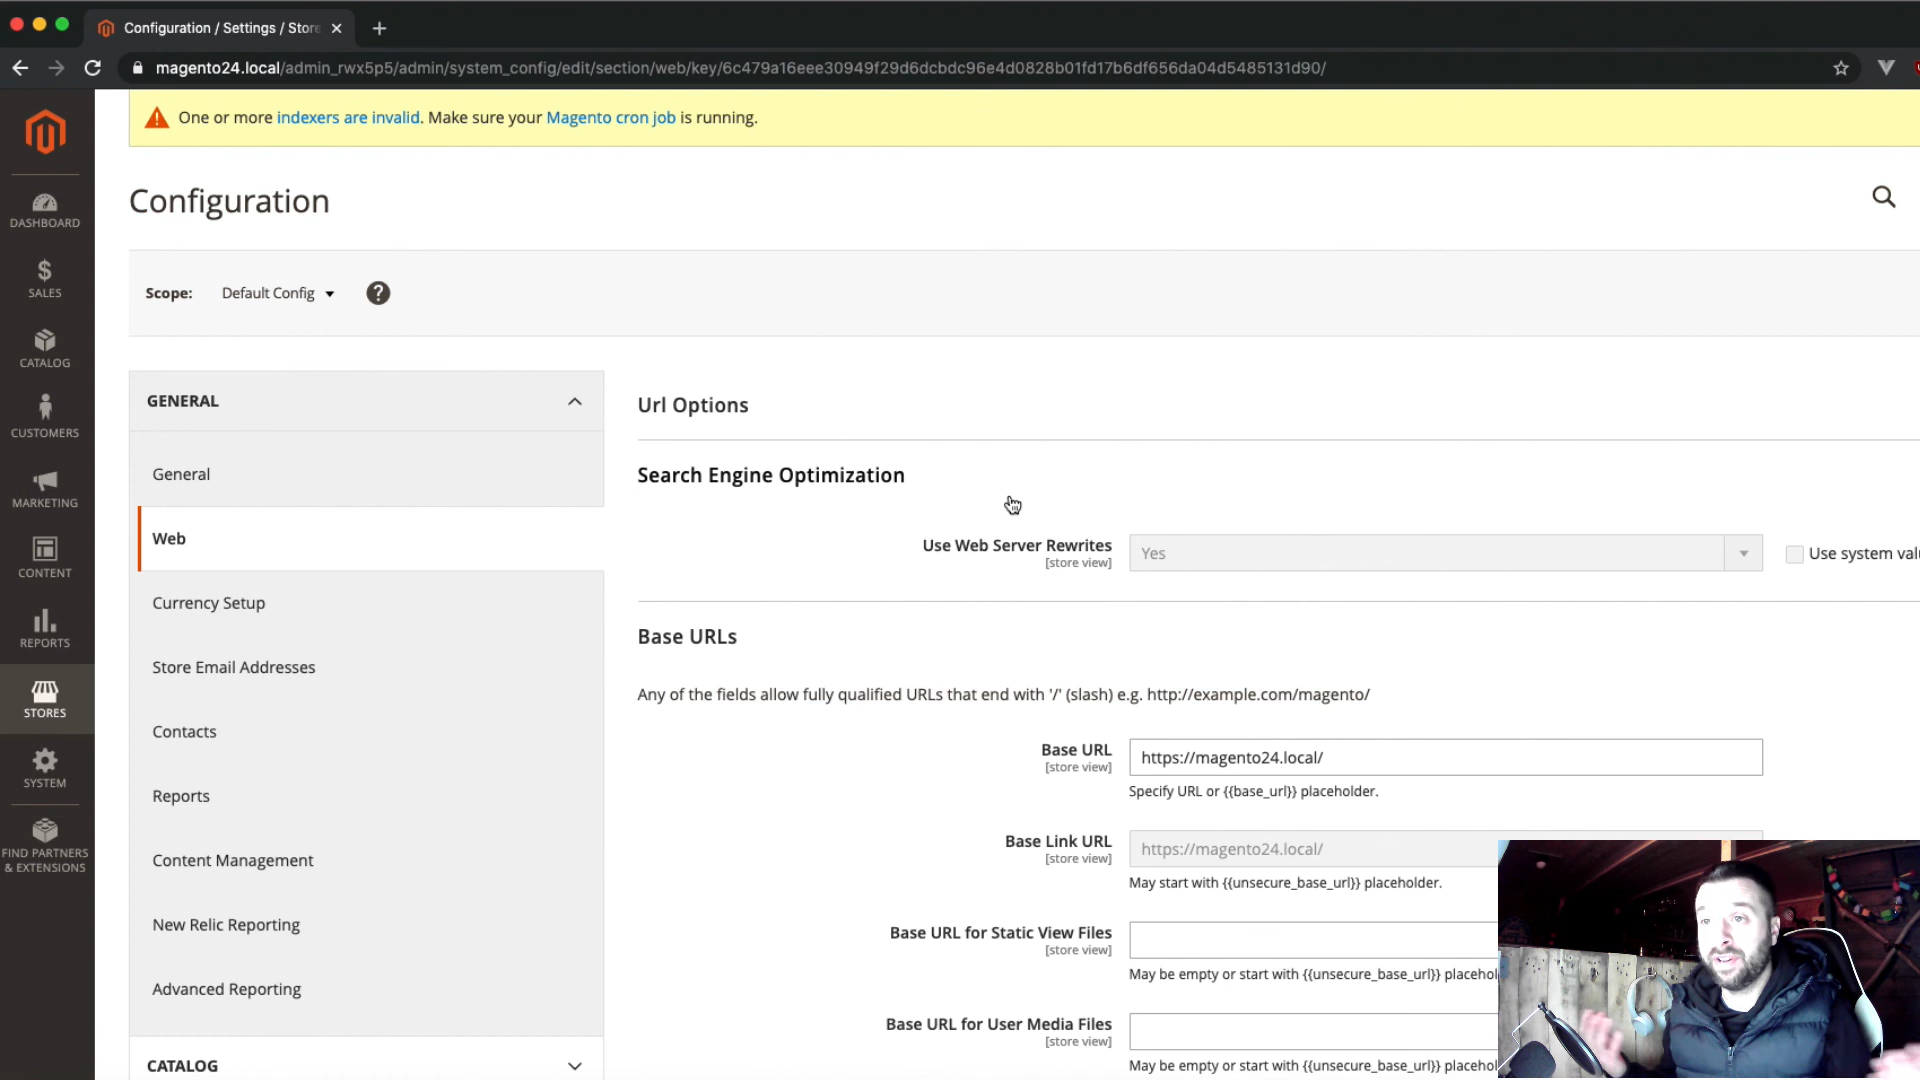 Configuration / Settings / Store
magento24.local/admin_rwx5p5/admin/system_config/edit/section/web/key/6c479a16eee30949f29d6dcbdc96e4d0828b01fd17b6df656da04d5485131d90/
One or more indexers are invalid. Make sure your Magento cron job is running.
Configuration
Scope: Default Config ?
DASHBOARD
SALES
CATALOG
CUSTOMERS
MARKETING
CONTENT
REPORTS
STORES
SYSTEM
FIND PARTNERS
& EXTENSIONS
GENERAL
General
Web
Currency Setup
Store Email Addresses
Contacts
Reports
Content Management
New Relic Reporting
Advanced Reporting
CATALOG
Url Options
Search Engine Optimization
Use Web Server Rewrites Yes Use system valu
[store view]
Base URLs
Any of the fields allow fully qualified URLs that end with '/' (slash) e.g. http://example.com/magento/
Base URL https://magento24.local/
[store view]
Specify URL or {{base_url}} placeholder.
Base Link URL https://magento24.local/
[store view]
May start with {{unsecure_base_url}} placeholder.
Base URL for Static View Files
[store view]
May be empty or start with {{unsecure_base_url}} placehol
Base URL for User Media Files
[store view]
May be empty or start with {{unsecure_base_url}} placehol